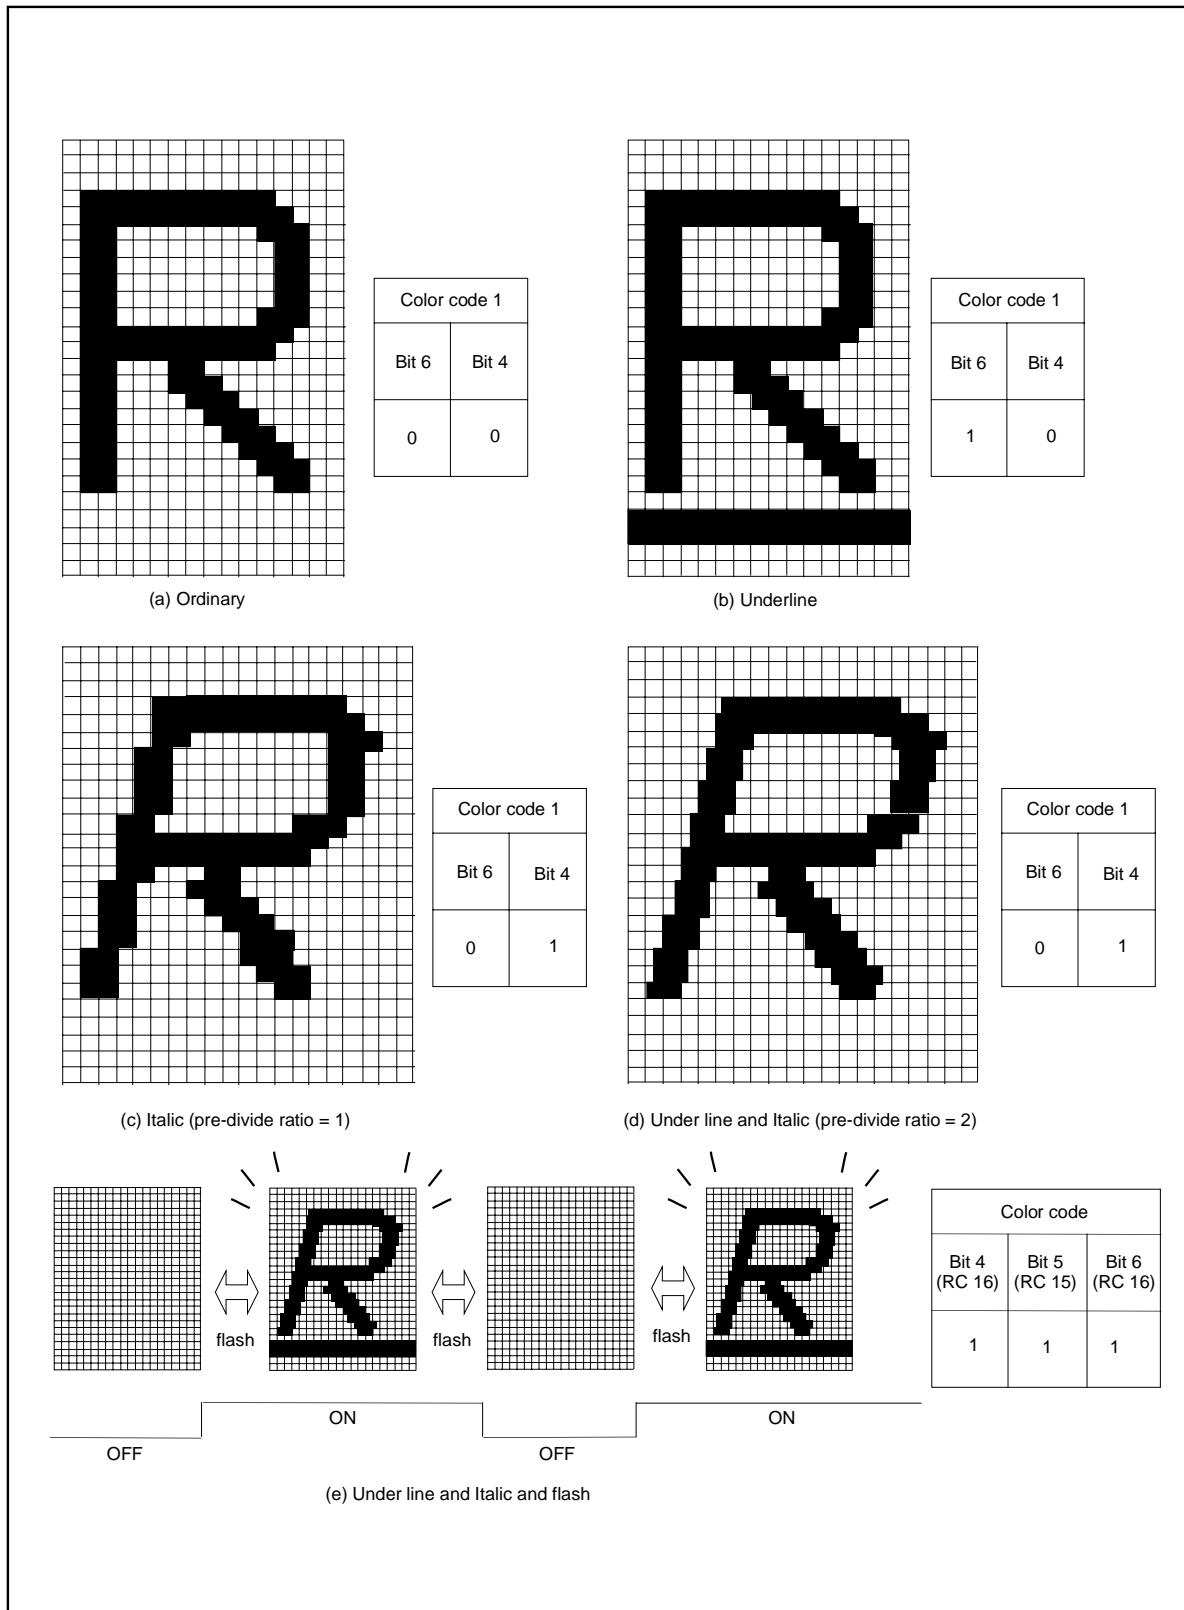 Color code 1
Bit 6 Bit 4
0 0
Color code 1
Bit 6 Bit 4
1 0
(a) Ordinary
(b) Underline
Color code 1
Bit 6 Bit 4
0 1
Color code 1
Bit 6 Bit 4
0 1
(c) Italic (pre-divide ratio = 1)
(d) Under line and Italic (pre-divide ratio = 2)
flash
flash
flash
Color code
Bit 4 Bit 5 Bit 6
(RC 16) (RC 15) (RC 16)
1 1 1
OFF
ON
OFF
ON
(e) Under line and Italic and flash